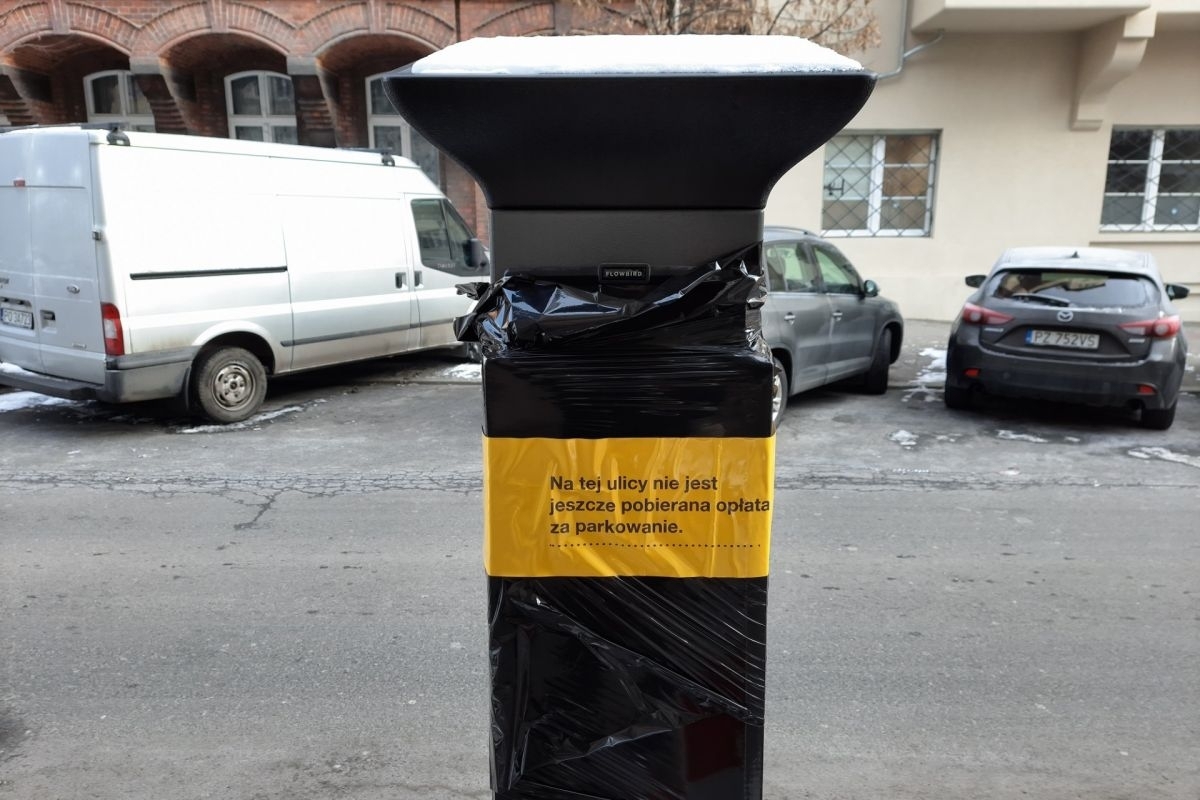 FLOWBIRD
PZ 752VS
Na tej ulicy nie jest
jeszcze pobierana opłata
za parkowanie.